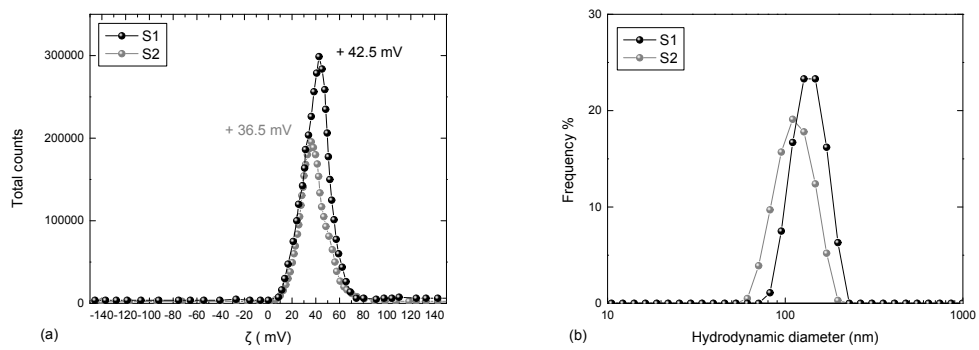 S1
S2
+ 42.5 mV
+ 36.5 mV
Total counts
300000
200000
100000
0
-140-120-100 -80 -60 -40 -20 0 20 40 60 80 100 120 140
(a)
ζ ( mV)
S1
S2
Frequency %
30
20
10
0
10 100 1000
(b)
Hydrodynamic diameter (nm)